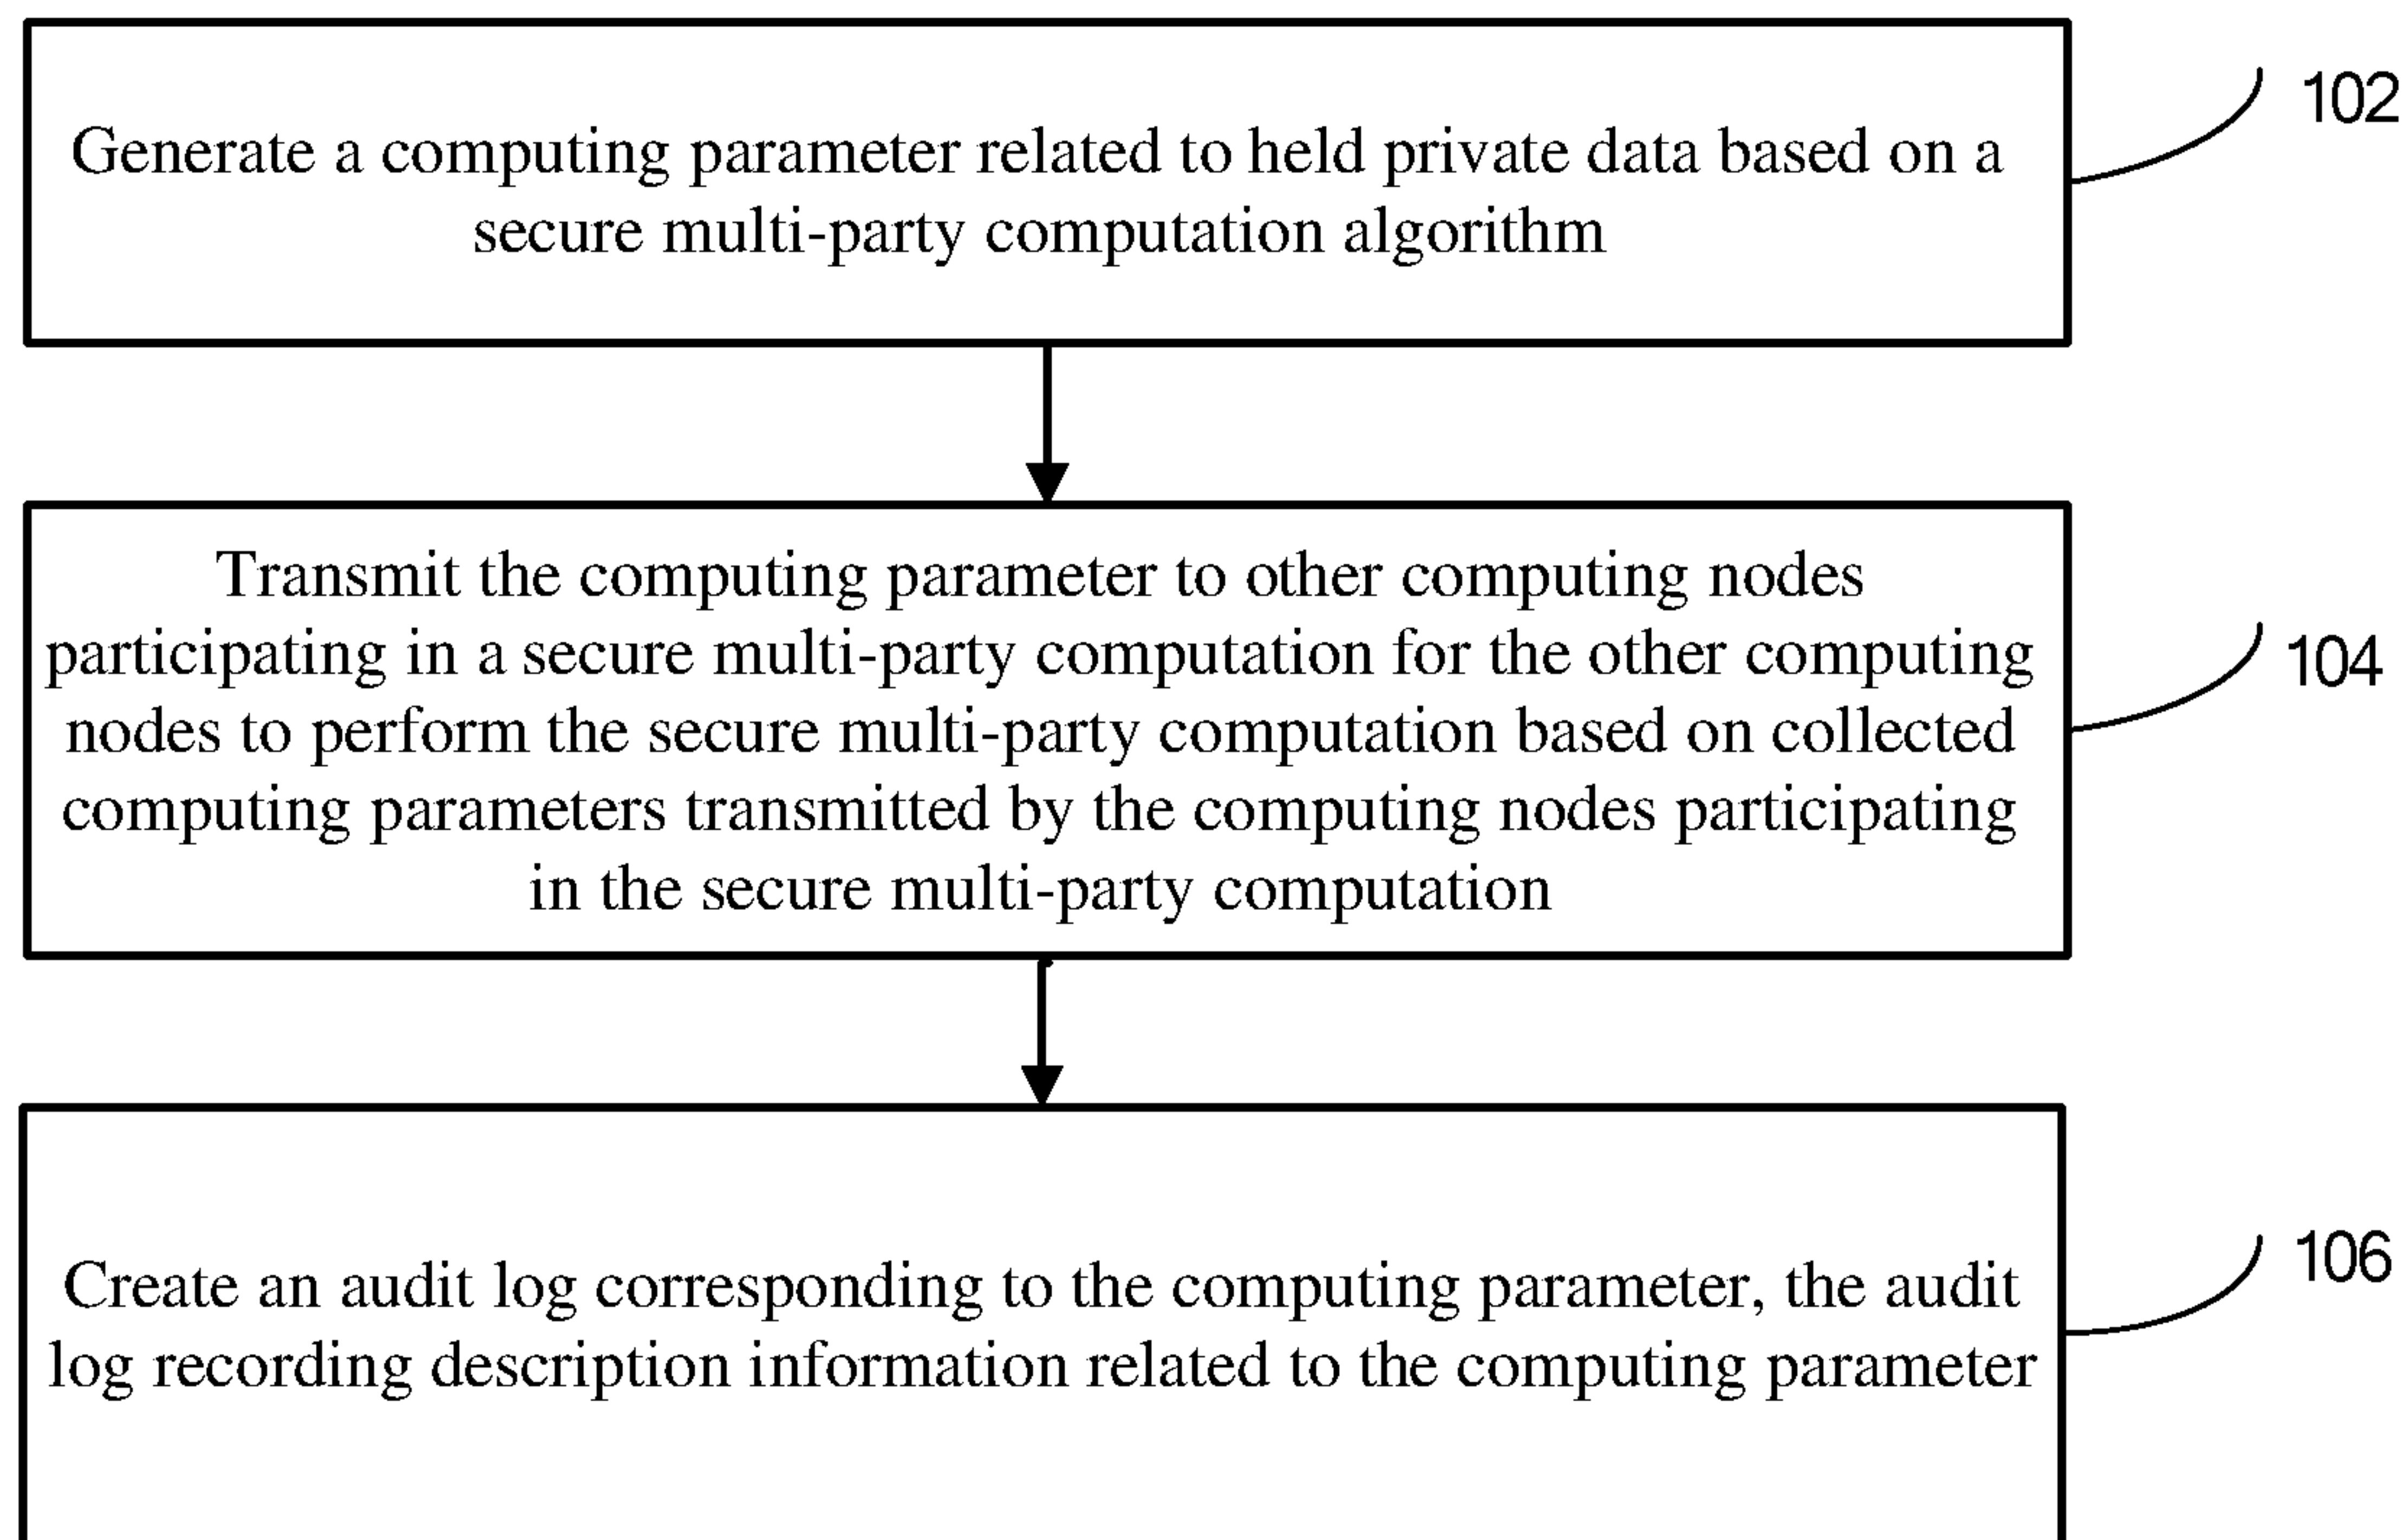 Generate a computing parameter related to held private data based on a
secure multi-party computation algorithm
102
Transmit the computing parameter to other computing nodes
participating in a secure multi-party computation for the other computing
nodes to perform the secure multi-party computation based on collected
computing parameters transmitted by the computing nodes participating
in the secure multi-party computation
104
Create an audit log corresponding to the computing parameter, the audit
log recording description information related to the computing parameter
106